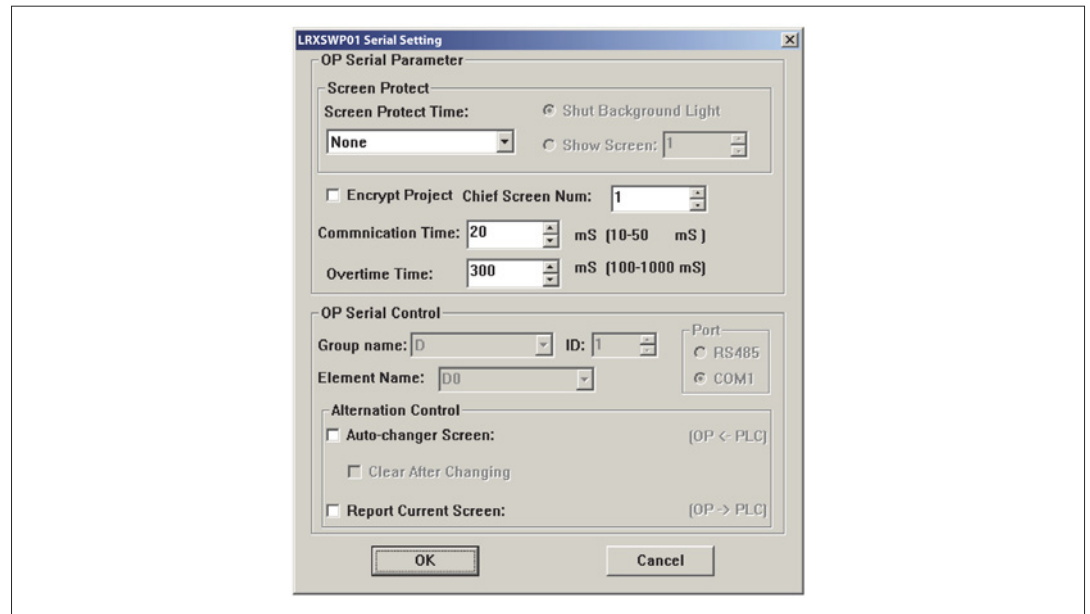 LRXSWP01 Serial Setting
OP Serial Parameter
Screen Protect
Screen Protect Time:
Shut Background Light
None
Show Screen: 1
Encrypt Project Chief Screen Num: 1
Commnication Time: 20 mS (10-50 mS )
Overtime Time: 300 mS (100-1000 mS)
OP Serial Control
Group name: D ID: 1
Port
RS485
Element Name: D0
COM1
Alternation Control
Auto-changer Screen: (OP <- PLC)
Clear After Changing
Report Current Screen: (OP -> PLC)
OK Cancel